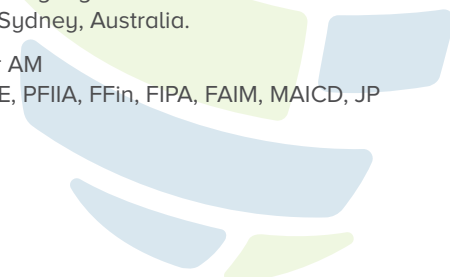 Sydney, Australia.
AM
PFIIA, FFin, FIPA, FAIM, MAICD, JP